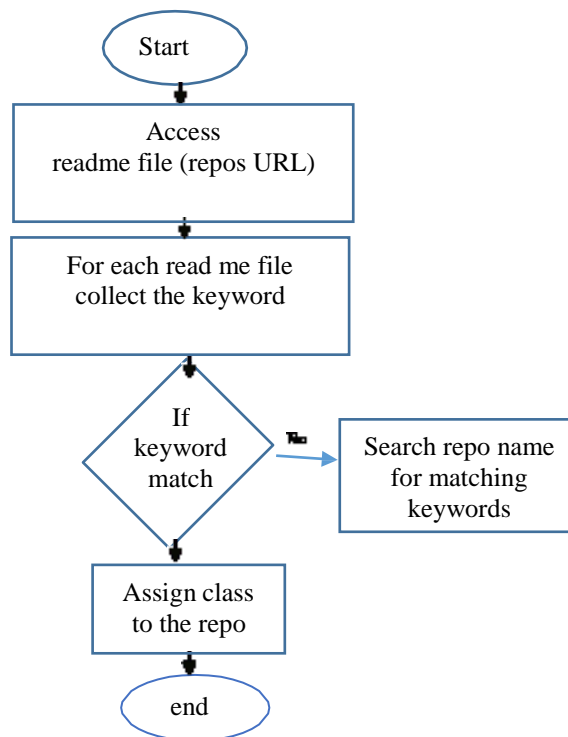 Start
Access
readme file (repos URL)
For each read me file
collect the keyword
If
keyword
match
Search repo name
for matching
keywords
Assign class
to the repo
end